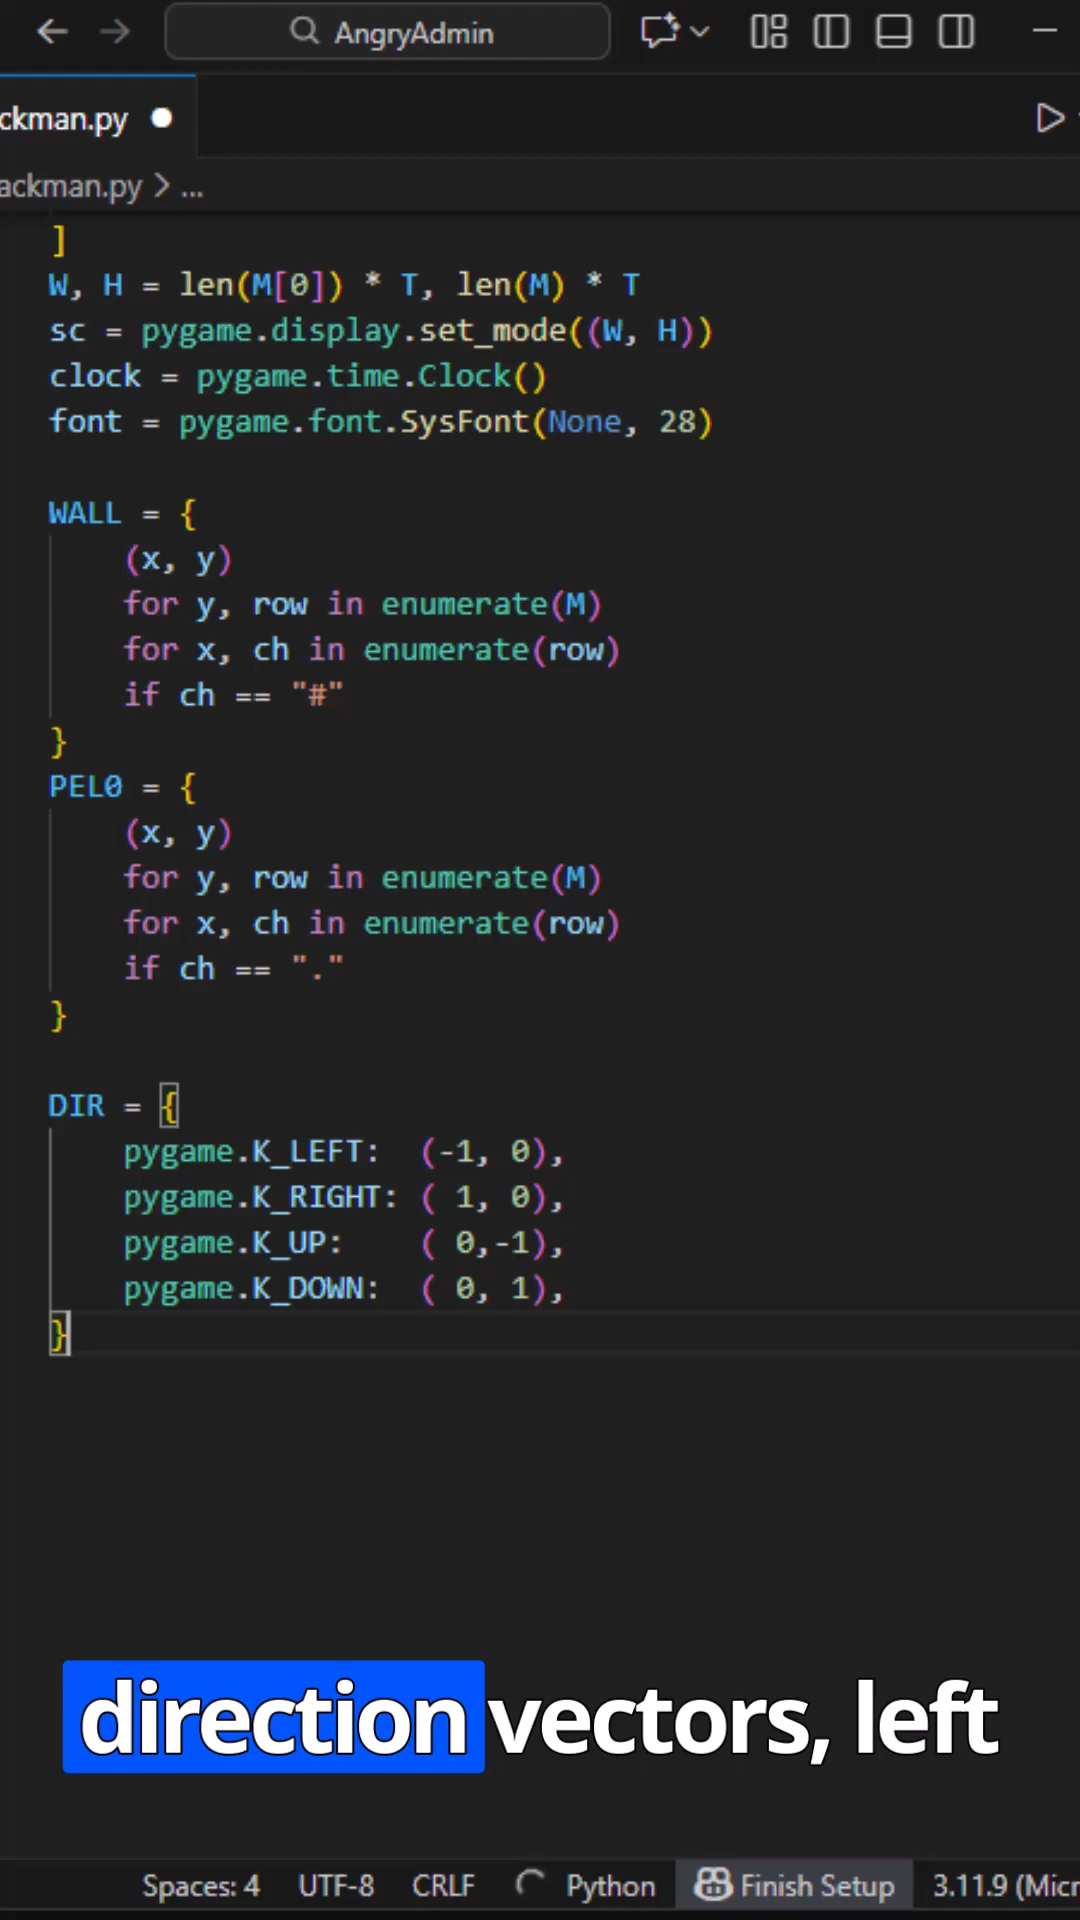 AngryAdmin
ckman.py
ackman.py > ...
]
W, H = len(M[0]) * T, len(M) * T
sc = pygame.display.set_mode((W, H))
clock = pygame.time.Clock()
font = pygame.font.SysFont(None, 28)
WALL = {
(x, y)
for y, row in enumerate(M)
for x, ch in enumerate(row)
if ch == "#"
}
PEL0 = {
(x, y)
for y, row in enumerate(M)
for x, ch in enumerate(row)
if ch == "."
}
DIR = {
pygame.K_LEFT:  (-1, 0),
pygame.K_RIGHT: ( 1, 0),
pygame.K_UP:    ( 0,-1),
pygame.K_DOWN:  ( 0, 1),
}
direction vectors, left
Spaces: 4 UTF-8 CRLF Python Finish Setup 3.11.9 (Micr